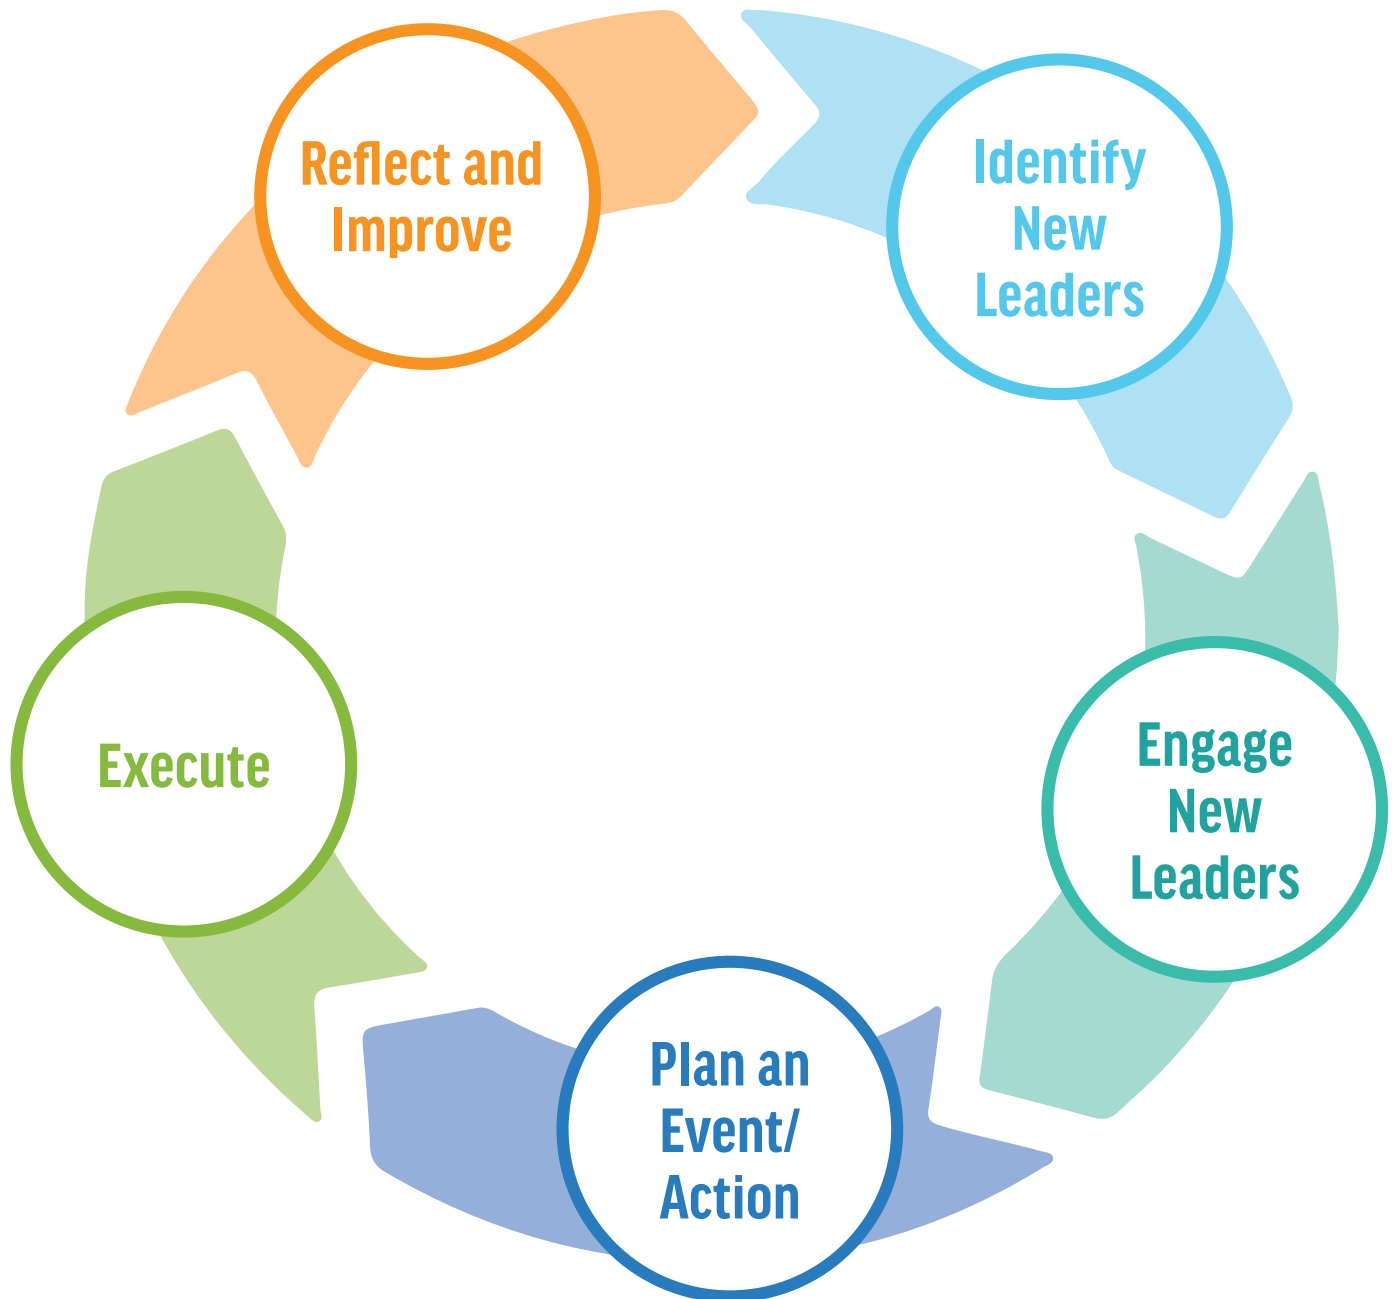 Reflect and
Improve
Identify
New
Leaders
Engage
New
Leaders
Plan an
Event/
Action
Execute